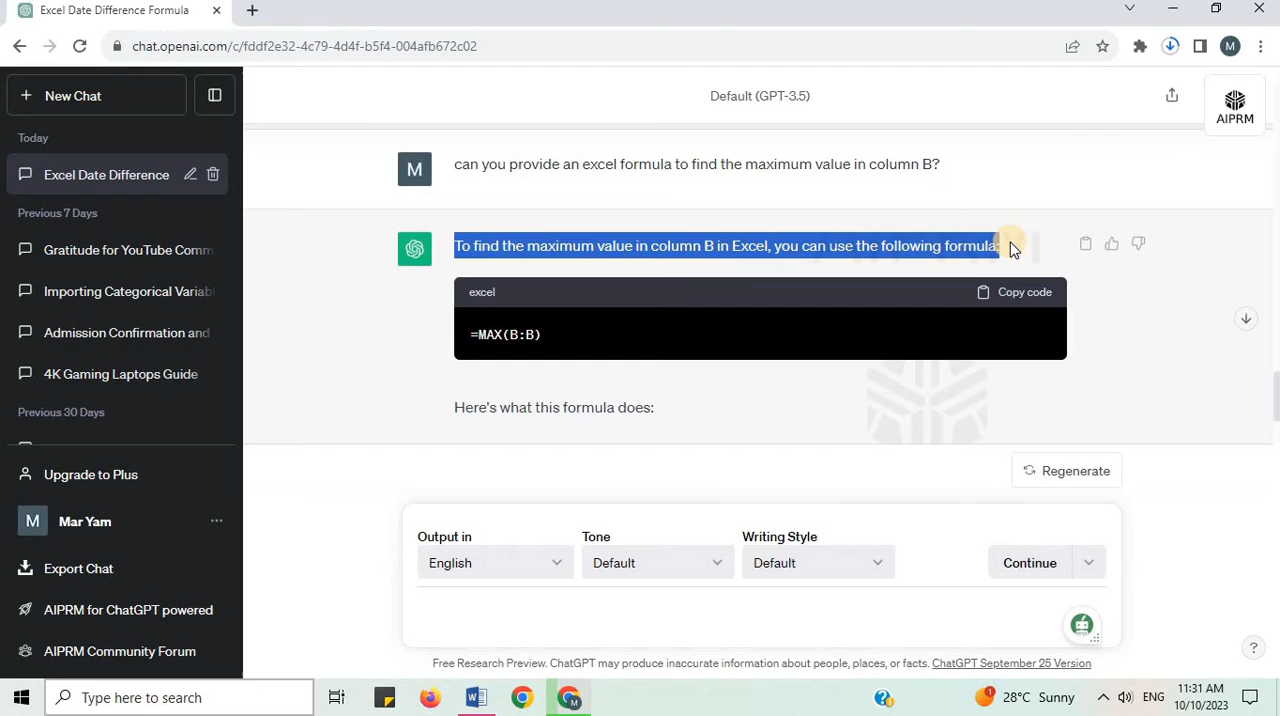 Excel Date Difference Formula
chat.openai.com/c/fddf2e32-4c79-4d4f-b5f4-004afb672c02
M
New Chat
Default (GPT-3.5)
AIPRM
Today
Excel Date Difference
Previous 7 Days
Gratitude for YouTube Comm
Importing Categorical Variab
Admission Confirmation and
4K Gaming Laptops Guide
Previous 30 Days
Upgrade to Plus
M
Mar Yam
Export Chat
AIPRM for ChatGPT powered
AIPRM Community Forum
M
can you provide an excel formula to find the maximum value in column B?
To find the maximum value in column B in Excel, you can use the following formula:
excel
Copy code
=MAX(B:B)
Here's what this formula does:
Regenerate
Output in
Tone
Writing Style
English
Default
Default
Continue
Free Research Preview. ChatGPT may produce inaccurate information about people, places, or facts. ChatGPT September 25 Version
?
Type here to search
M
?
1
28°C Sunny
ENG
11:31 AM
10/10/2023